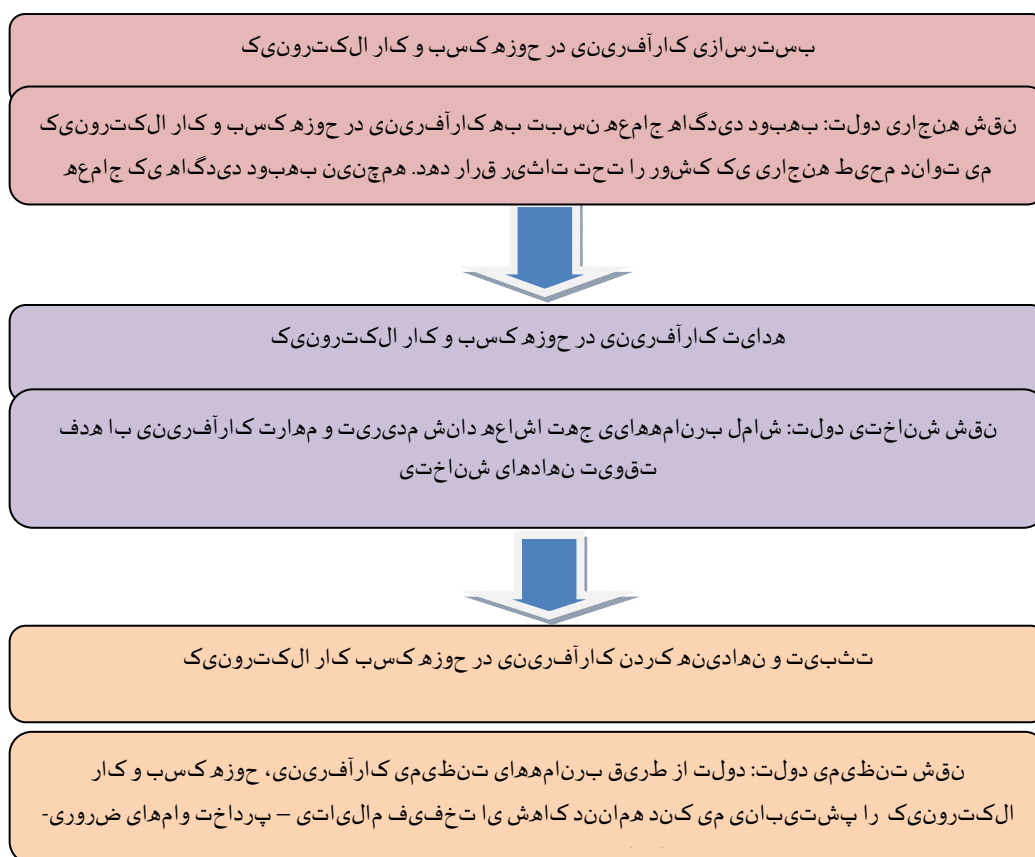 بسترسازی کارآفرینی در حوزه کسب و کار الکترونیک
نقش هنجاری دولت: بهبود دیدگاه جامعه نسبت به کارآفرینی در حوزه کسب و کار الکترونیک
می تواند محیط هنجاری یک کشور را تحت تاثیر قرار دهد. همچنین بهبود دیدگاه یک جامعه
هدایت کارآفرینی در حوزه کسب و کار الکترونیک
نقش شناختی دولت: شامل برنامههایی جهت اشاعه دانش مدیریت و مهارت کارآفرینی با هدف
تقویت نهادهای شناختی
تثبیت و نهادینه کردن کارآفرینی در حوزه کسب کار الکترونیک
نقش تنظیمی دولت: دولت از طریق برنامههای تنظیمی کارآفرینی، حوزه کسب و کار
الکترونیک را پشتیبانی می کند همانند کاهش یا تخفیف مالیاتی – پرداخت وامهای ضروری-